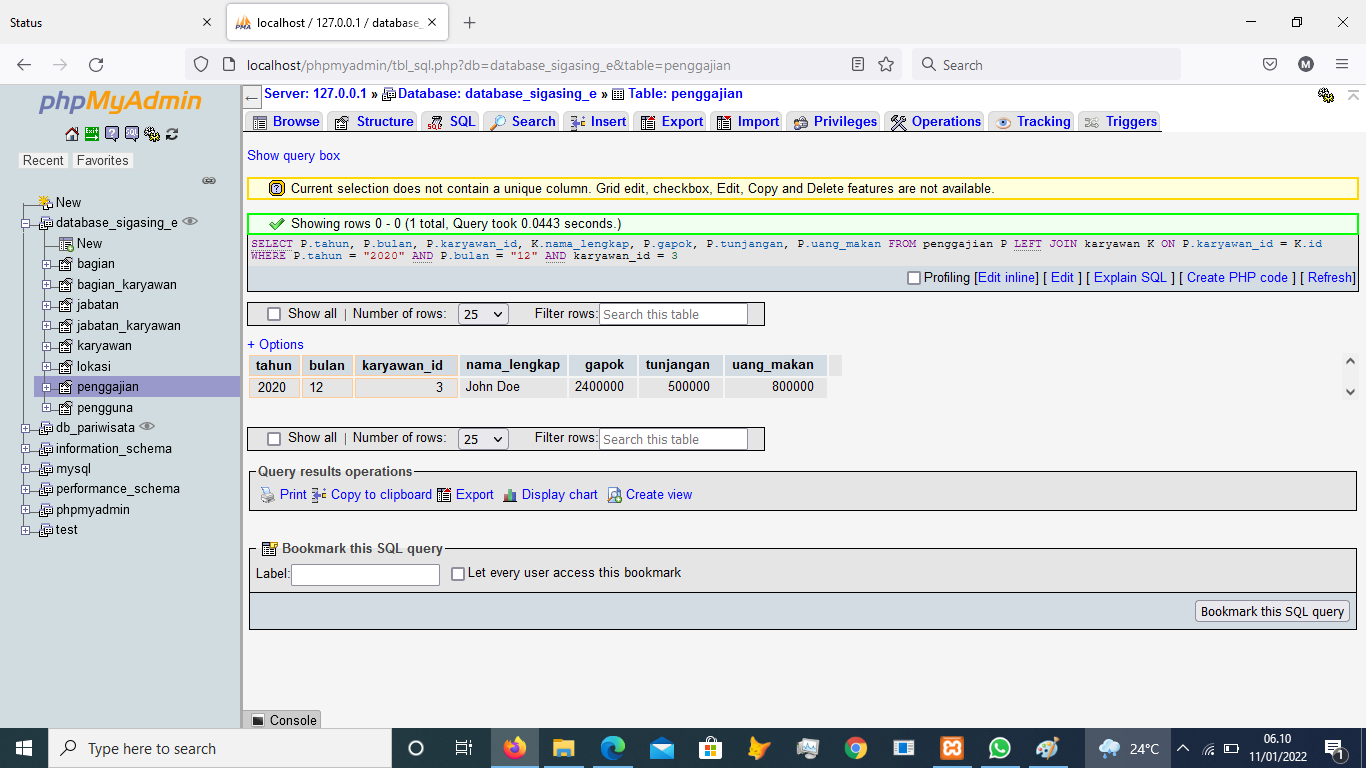 Status
localhost / 127.0.0.1 / database_
localhost/phpmyadmin/tbl_sql.php?db=database_sigasing_e&table=penggajian
Search
M
phpMyAdmin
Recent Favorites
New
database_sigasing_e
New
bagian
bagian_karyawan
jabatan
jabatan_karyawan
karyawan
lokasi
penggajian
pengguna
db_pariwisata
information_schema
mysql
performance_schema
phpmyadmin
test
Server: 127.0.0.1 » Database: database_sigasing_e » Table: penggajian
Browse Structure SQL Search Insert Export Import Privileges Operations Tracking Triggers
Show query box
Current selection does not contain a unique column. Grid edit, checkbox, Edit, Copy and Delete features are not available.
Showing rows 0 - 0 (1 total, Query took 0.0443 seconds.)
SELECT P.tahun, P.bulan, P.karyawan_id, K.nama_lengkap, P.gapok, P.tunjangan, P.uang_makan FROM penggajian P LEFT JOIN karyawan K ON P.karyawan_id = K.id
WHERE P.tahun = "2020" AND P.bulan = "12" AND karyawan_id = 3
Profiling [Edit inline] [ Edit ] [ Explain SQL ] [ Create PHP code ] [ Refresh]
Show all | Number of rows: 25 Filter rows: Search this table
+ Options
tahun bulan karyawan_id nama_lengkap gapok tunjangan uang_makan
2020 12 3 John Doe 2400000 500000 800000
Show all | Number of rows: 25 Filter rows: Search this table
Query results operations
Print Copy to clipboard Export Display chart Create view
Bookmark this SQL query
Label: Let every user access this bookmark
Bookmark this SQL query
Console
Type here to search
24°C
06.10
11/01/2022
1